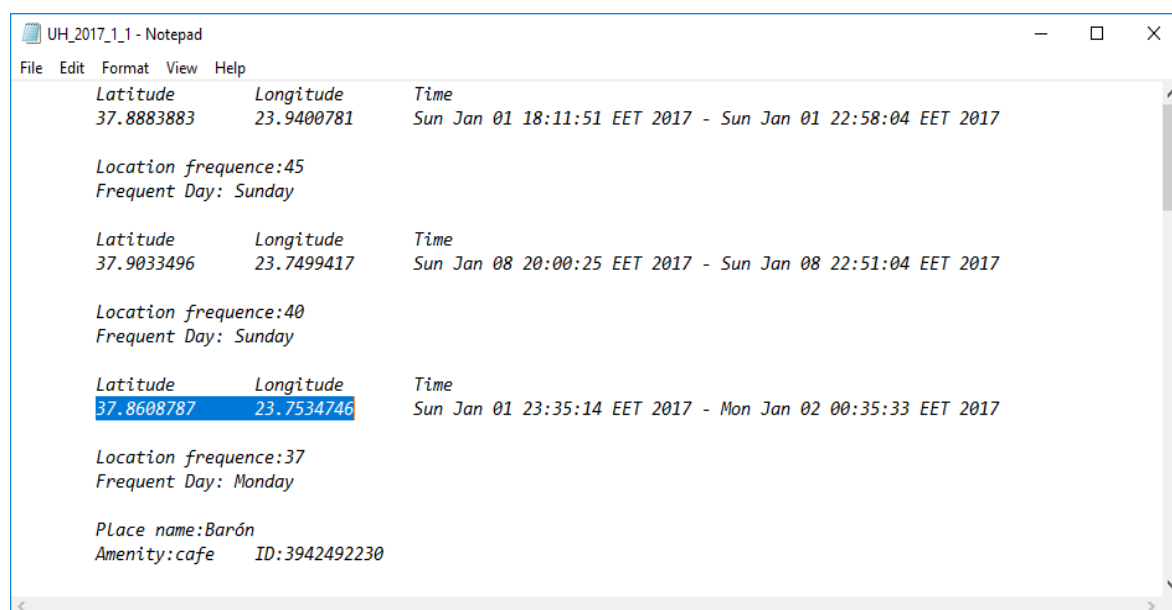 UH_2017_1_1 - Notepad
File Edit Format View Help
Latitude Longitude Time
37.8883883 23.9400781 Sun Jan 01 18:11:51 EET 2017 - Sun Jan 01 22:58:04 EET 2017
Location frequence:45
Frequent Day: Sunday
Latitude Longitude Time
37.9033496 23.7499417 Sun Jan 08 20:00:25 EET 2017 - Sun Jan 08 22:51:04 EET 2017
Location frequence:40
Frequent Day: Sunday
Latitude Longitude Time
37.8608787 23.7534746 Sun Jan 01 23:35:14 EET 2017 - Mon Jan 02 00:35:33 EET 2017
Location frequence:37
Frequent Day: Monday
Place name:Barón
Amenity:cafe ID:3942492230